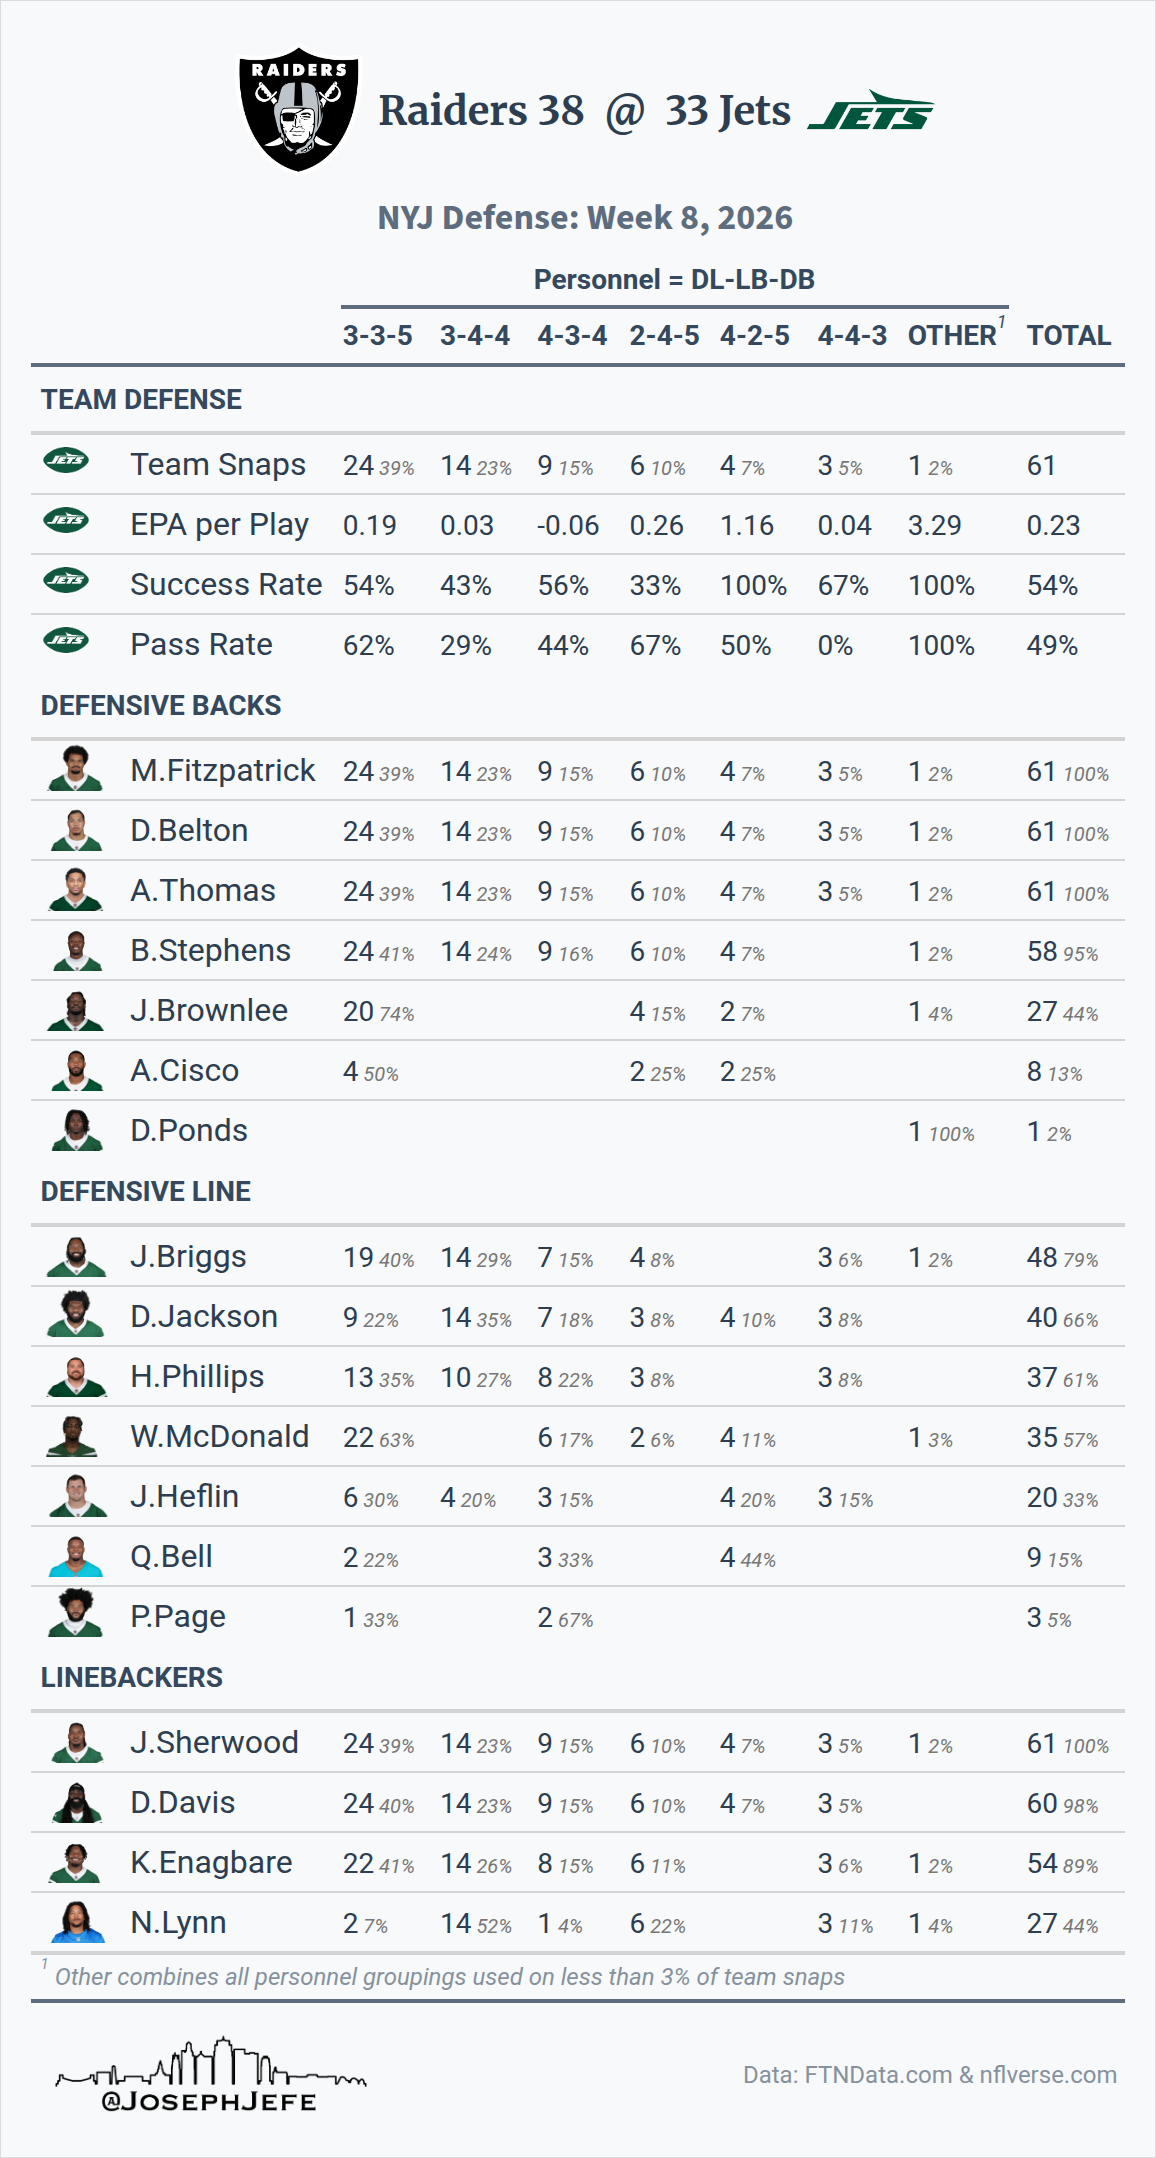 RAIDERS
Raiders 38 @ 33 Jets JETS
NYJ Defense: Week 8, 2026
Personnel = DL-LB-DB
3-3-5 3-4-4 4-3-4 2-4-5 4-2-5 4-4-3 OTHER1 TOTAL
TEAM DEFENSE
JETS Team Snaps 24 39% 14 23% 9 15% 6 10% 4 7% 3 5% 1 2% 61
JETS EPA per Play 0.19 0.03 -0.06 0.26 1.16 0.04 3.29 0.23
JETS Success Rate 54% 43% 56% 33% 100% 67% 100% 54%
JETS Pass Rate 62% 29% 44% 67% 50% 0% 100% 49%
DEFENSIVE BACKS
M.Fitzpatrick 24 39% 14 23% 9 15% 6 10% 4 7% 3 5% 1 2% 61 100%
D.Belton 24 39% 14 23% 9 15% 6 10% 4 7% 3 5% 1 2% 61 100%
A.Thomas 24 39% 14 23% 9 15% 6 10% 4 7% 3 5% 1 2% 61 100%
B.Stephens 24 41% 14 24% 9 16% 6 10% 4 7% 1 2% 58 95%
J.Brownlee 20 74% 4 15% 2 7% 1 4% 27 44%
A.Cisco 4 50% 2 25% 2 25% 8 13%
D.Ponds 1 100% 1 2%
DEFENSIVE LINE
J.Briggs 19 40% 14 29% 7 15% 4 8% 3 6% 1 2% 48 79%
D.Jackson 9 22% 14 35% 7 18% 3 8% 4 10% 3 8% 40 66%
H.Phillips 13 35% 10 27% 8 22% 3 8% 3 8% 37 61%
W.McDonald 22 63% 6 17% 2 6% 4 11% 1 3% 35 57%
J.Heflin 6 30% 4 20% 3 15% 4 20% 3 15% 20 33%
Q.Bell 2 22% 3 33% 4 44% 9 15%
P.Page 1 33% 2 67% 3 5%
LINEBACKERS
J.Sherwood 24 39% 14 23% 9 15% 6 10% 4 7% 3 5% 1 2% 61 100%
D.Davis 24 40% 14 23% 9 15% 6 10% 4 7% 3 5% 60 98%
K.Enagbare 22 41% 14 26% 8 15% 6 11% 3 6% 1 2% 54 89%
N.Lynn 2 7% 14 52% 1 4% 6 22% 3 11% 1 4% 27 44%
1 Other combines all personnel groupings used on less than 3% of team snaps
@JOSEPHJEFE
Data: FTNData.com & nflverse.com